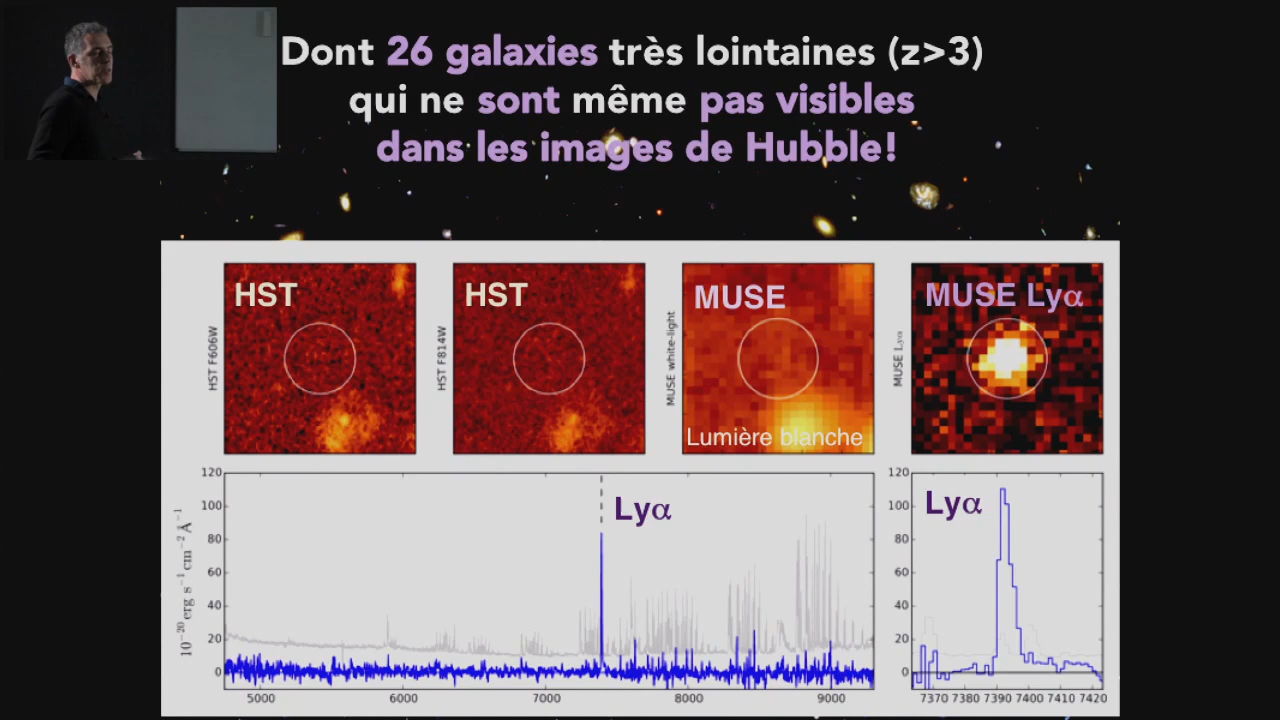 Dont 26 galaxies très lointaines (z>3)
qui ne sont même pas visibles
dans les images de Hubble!
HST F606W
HST
HST F814W
HST
MUSE white-light
MUSE
Lumière blanche
MUSE Lyα
MUSE Lyα
10⁻²⁰ erg s⁻¹ cm⁻² Å⁻¹
120
100
80
60
40
20
0
Lyα
5000 6000 7000 8000 9000
120
100
80
60
40
20
0
Lyα
7370 7380 7390 7400 7410 7420